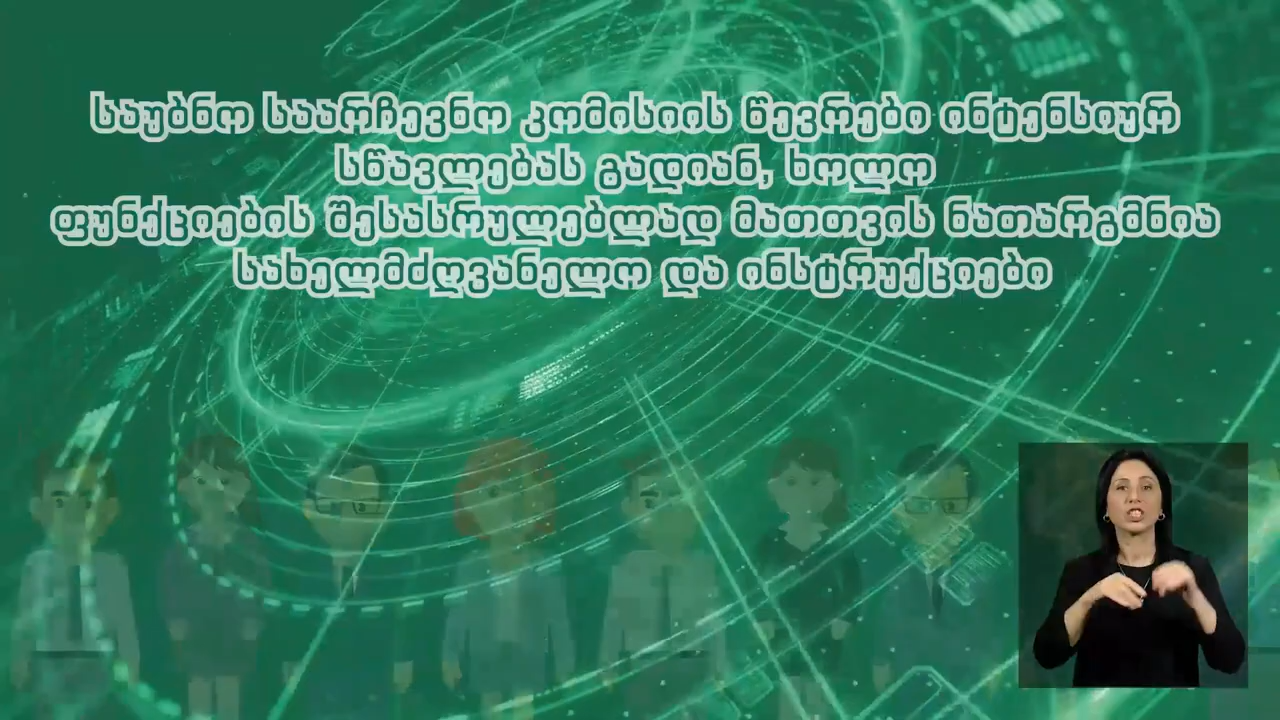 საუბნო საარჩევნო კომისიის წევრები ინტენსიურ
სწავლებას გადიან, ხოლო
ფუნქციების შესასრულებლად მათთვის ნათარგმნია
სახელმძღვანელო და ინსტრუქციები